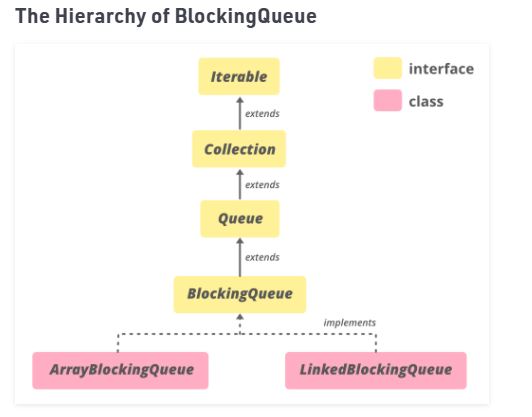 The Hierarchy of BlockingQueue
Iterable
interface
class
extends
Collection
extends
Queue
extends
BlockingQueue
implements
ArrayBlockingQueue
LinkedBlockingQueue